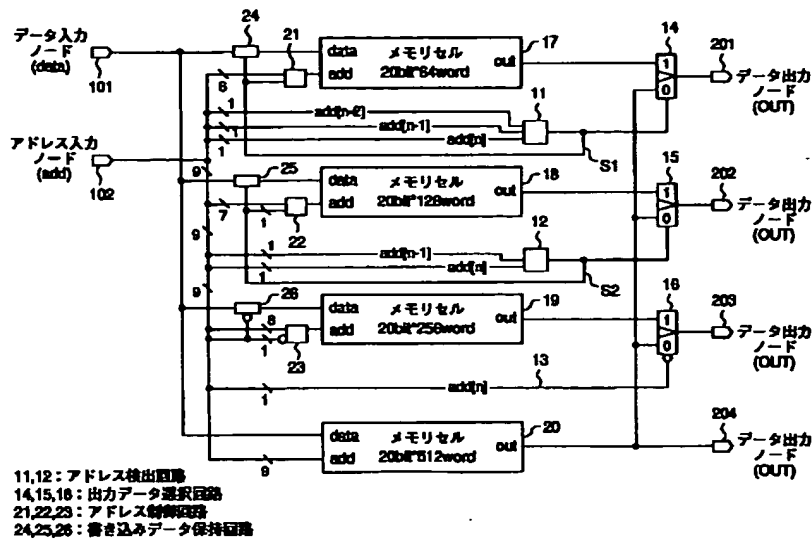 24
21
17
14
201
データ入力
ノード
(data)
101
data
add
メモリセル
20bit*64word
out
1
0
データ出力
ノード
(OUT)
6
1
add[n-2]
11
1
add[n-1]
1
add[n]
アドレス入力
ノード
(add)
102
S1
9
25
18
15
202
data
add
メモリセル
20bit*128word
out
1
0
データ出力
ノード
(OUT)
7
1
22
12
9
1
add[n-1]
1
add[n]
S2
9
26
19
16
203
data
add
メモリセル
20bit*256word
out
1
0
データ出力
ノード
(OUT)
8
1
23
13
1
add[n]
20
204
data
add
メモリセル
20bit*512word
out
データ出力
ノード
(OUT)
9
11,12：アドレス検出回路
14,15,16：出力データ選択回路
21,22,23：アドレス制御回路
24,25,26：書き込みデータ保持回路